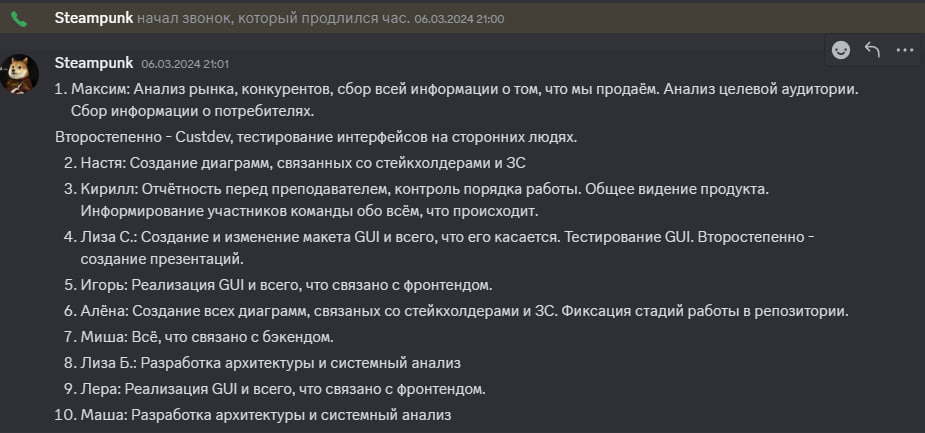 Steampunk начал звонок, который продлился час. 06.03.2024 21:00
Steampunk 06.03.2024 21:01
1. Максим: Анализ рынка, конкурентов, сбор всей информации о том, что мы продаём. Анализ целевой аудитории.
Сбор информации о потребителях.
Второстепенно - Custdev, тестирование интерфейсов на сторонних людях.
2. Настя: Создание диаграмм, связанных со стейкхолдерами и ЗС
3. Кирилл: Отчётность перед преподавателем, контроль порядка работы. Общее видение продукта.
Информирование участников команды обо всём, что происходит.
4. Лиза С.: Создание и изменение макета GUI и всего, что его касается. Тестирование GUI. Второстепенно -
создание презентаций.
5. Игорь: Реализация GUI и всего, что связано с фронтендом.
6. Алёна: Создание всех диаграмм, связаных со стейкхолдерами и ЗС. Фиксация стадий работы в репозитории.
7. Миша: Всё, что связано с бэкендом.
8. Лиза Б.: Разработка архитектуры и системный анализ
9. Лера: Реализация GUI и всего, что связано с фронтендом.
10. Маша: Разработка архитектуры и системный анализ